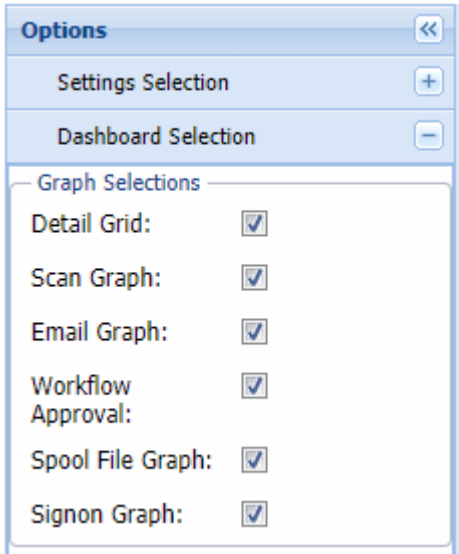 Options
Settings Selection
Dashboard Selection
Graph Selections
Detail Grid:
Scan Graph:
Email Graph:
Workflow
Approval:
Spool File Graph:
Signon Graph: